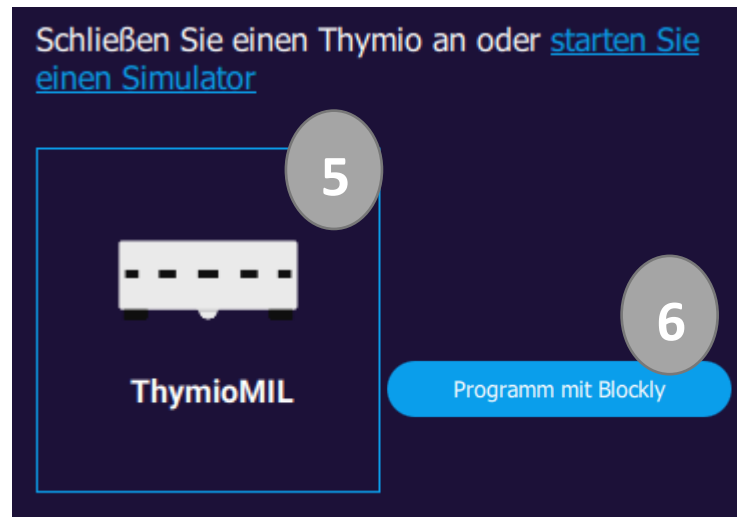 Schließen Sie einen Thymio an oder starten Sie
einen Simulator
5
6
ThymioMIL
Programm mit Blockly